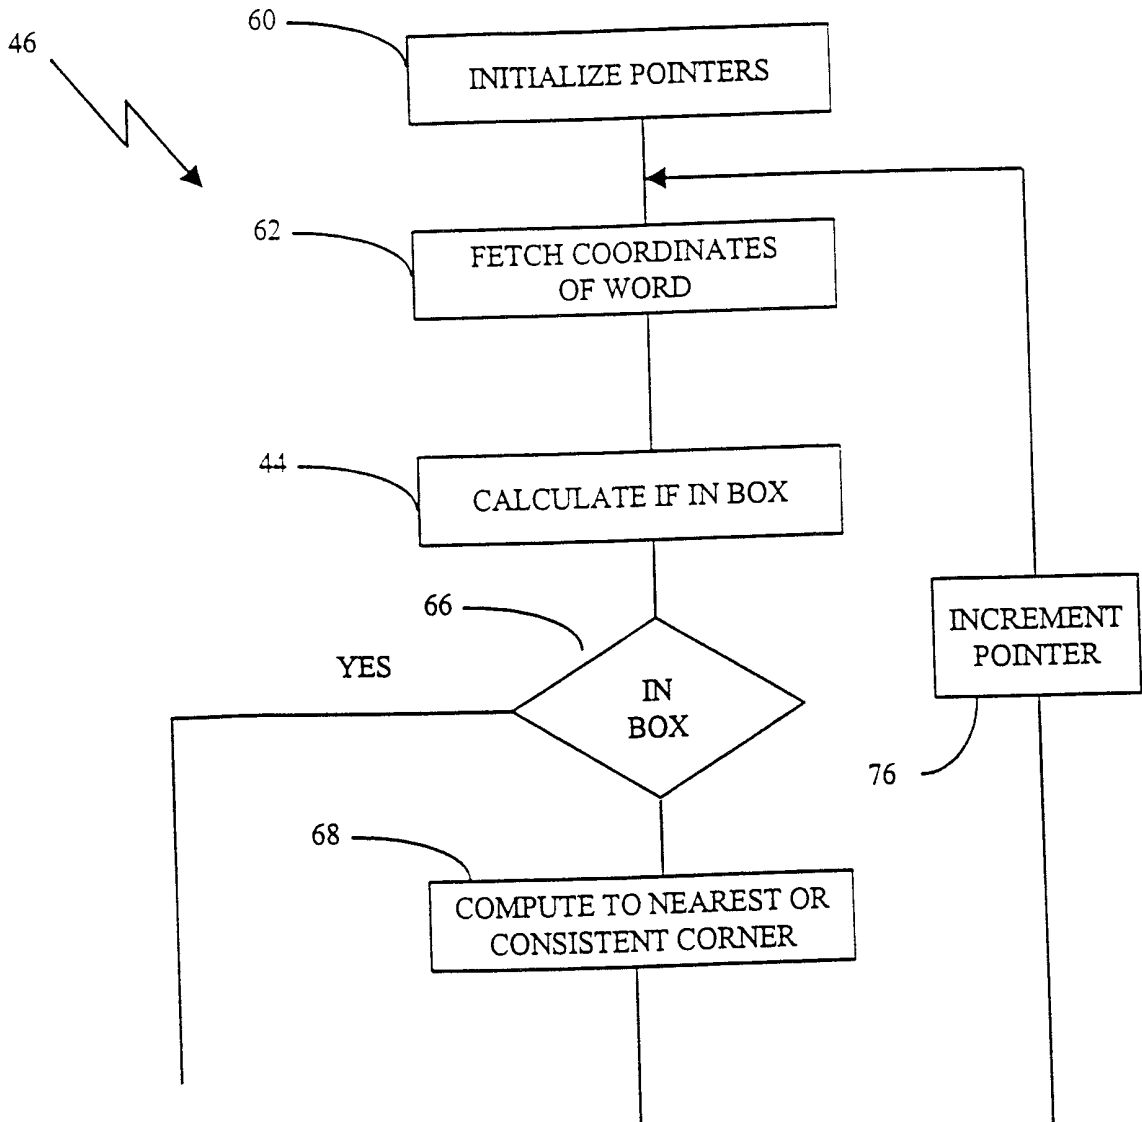 60
46
INITIALIZE POINTERS
62
FETCH COORDINATES
OF WORD
44
CALCULATE IF IN BOX
66
INCREMENT
POINTER
YES
IN
BOX
76
68
COMPUTE TO NEAREST OR
CONSISTENT CORNER